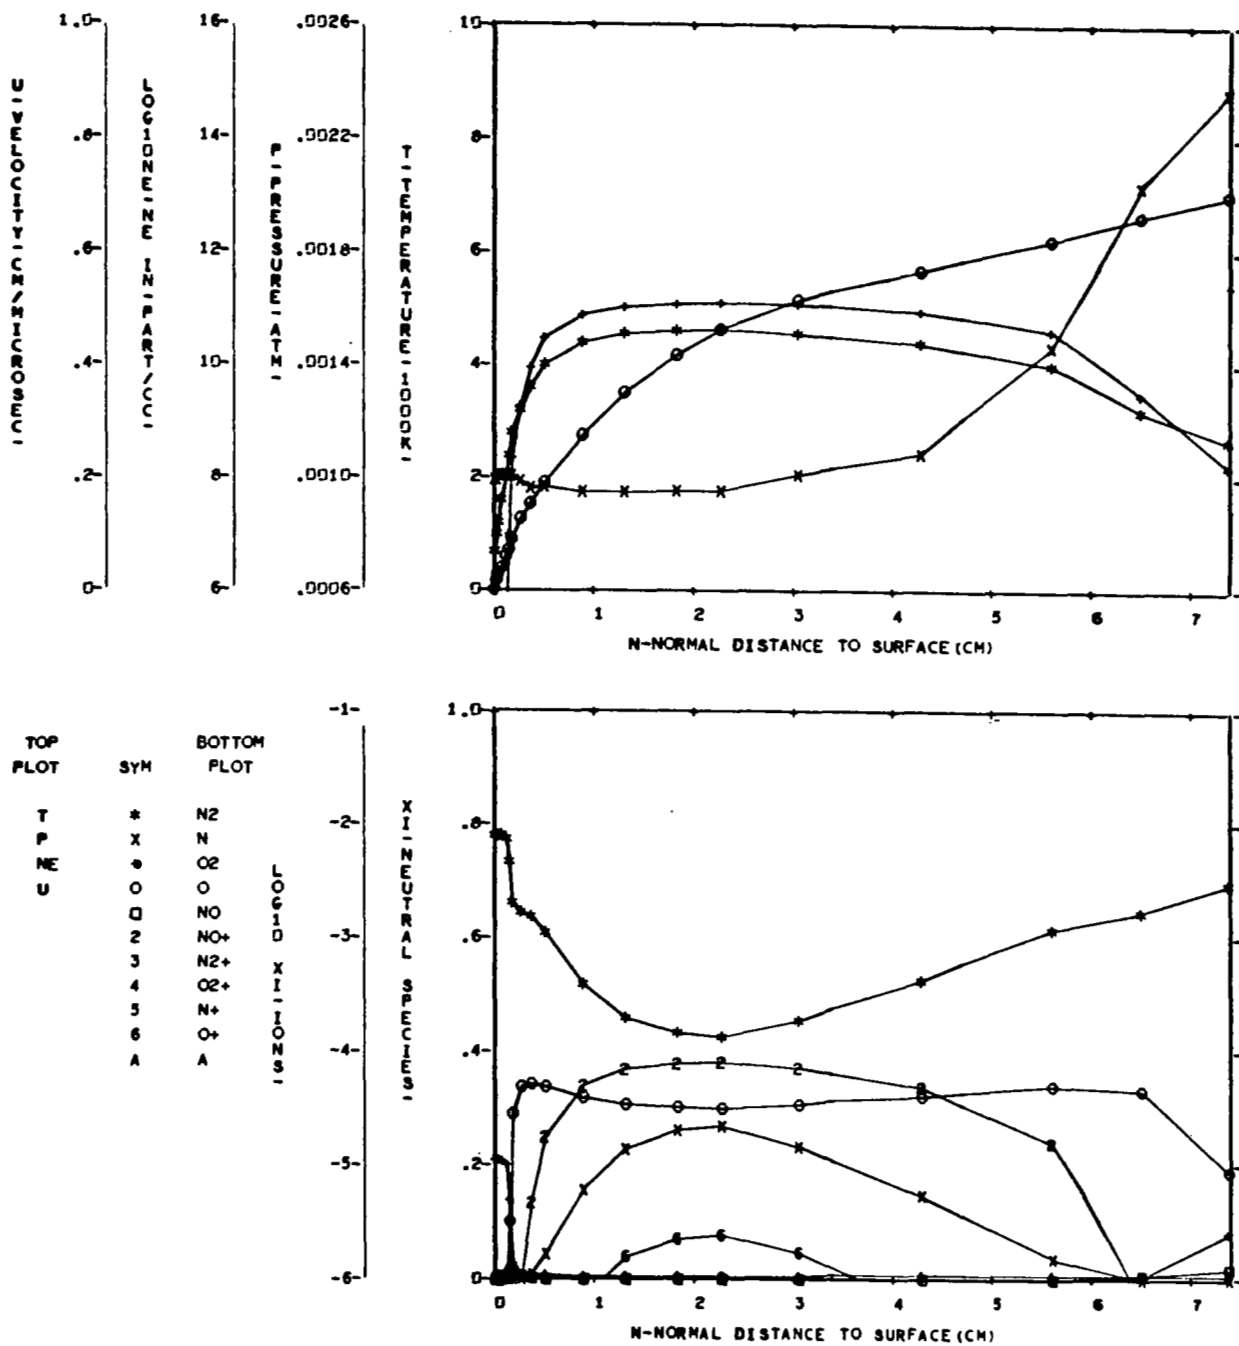 1.0- 16- .0026- 10
.8- 14- .0022- 8
.6- 12- .0018- 6
.4- 10- .0014- 4
.2- 8- .0010- 2
0- 6- .0006- 0
U-VELOCITY-CM/MICROSEC-
LOG10NE-NE IN-PART/CC-
P-PRESSURE-ATM-
T-TEMPERATURE-1000K-
0 1 2 3 4 5 6 7
N-NORMAL DISTANCE TO SURFACE(CM)
TOP PLOT SYM BOTTOM PLOT
T * N2
P X N
NE + O2
U O O
□ NO
2 NO+
3 N2+
4 O2+
5 N+
6 O+
A A
-1- 1.0
-2- .8
-3- .6
-4- .4
-5- .2
-6- 0
LOG10 XI-IONS-
XI-NEUTRAL SPECIES-
0 1 2 3 4 5 6 7
N-NORMAL DISTANCE TO SURFACE(CM)